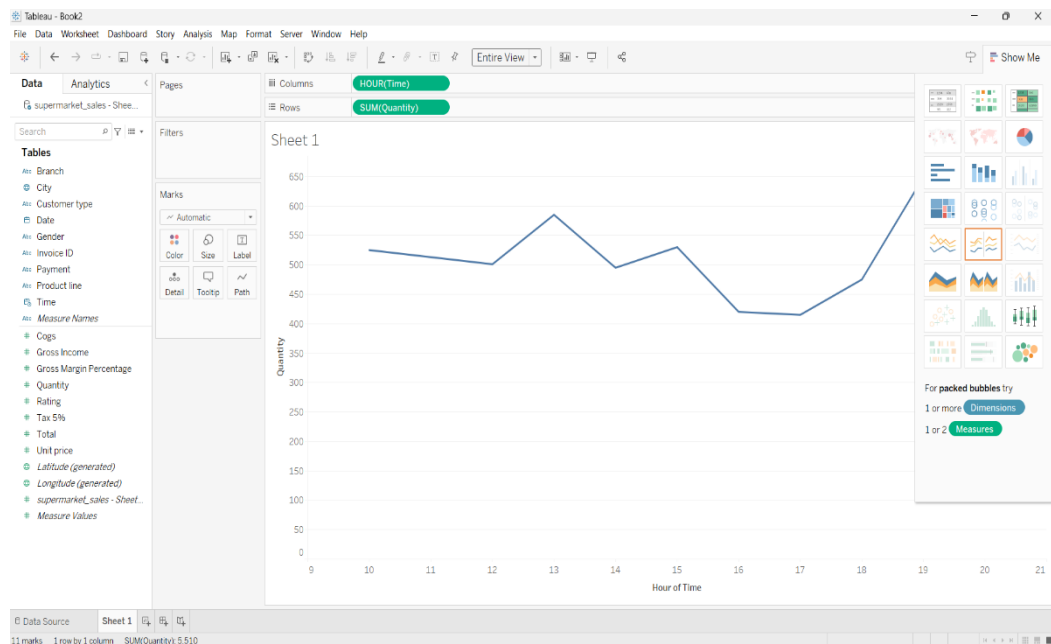 Tableau - Book2
File Data Worksheet Dashboard Story Analysis Map Format Server Window Help
Entire View
Show Me
Data Analytics
supermarket_sales - Shee...
Search
Tables
Abc Branch
City
Abc Customer type
Date
Abc Gender
Abc Invoice ID
Abc Payment
Abc Product line
Time
Abc Measure Names
# Cogs
# Gross Income
# Gross Margin Percentage
# Quantity
# Rating
# Tax 5%
# Total
# Unit price
Latitude (generated)
Longitude (generated)
# supermarket_sales - Sheet...
# Measure Values
Pages
Filters
Marks
Automatic
Color Size Label
Detail Tooltip Path
Columns HOUR(Time)
Rows SUM(Quantity)
Sheet 1
Quantity
650
600
550
500
450
400
350
300
250
200
150
100
50
0
9 10 11 12 13 14 15 16 17 18 19 20 21
Hour of Time
For packed bubbles try
1 or more Dimensions
1 or 2 Measures
Data Source Sheet 1
11 marks 1 row by 1 column SUM(Quantity): 5,510